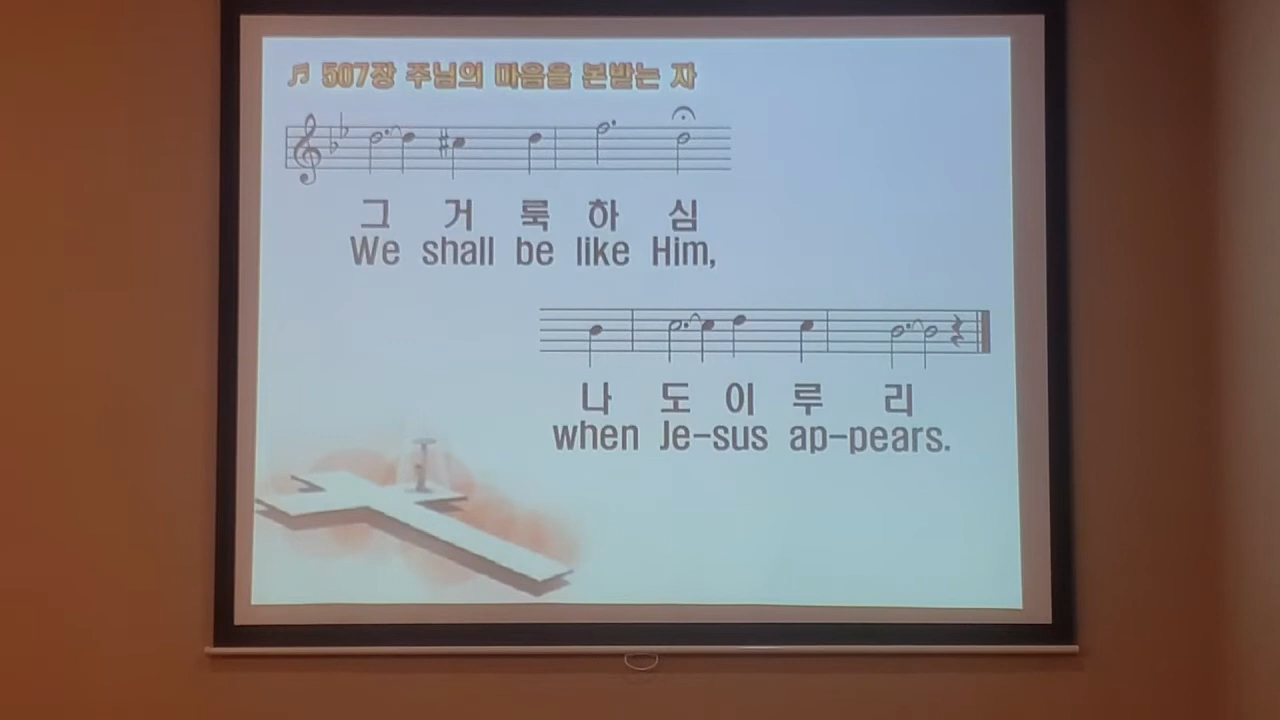 ♬ 507장 주님의 마음을 본받는 자
그 거 룩 하 심
We shall be like Him,
나 도 이 루 리
when Je-sus ap-pears.